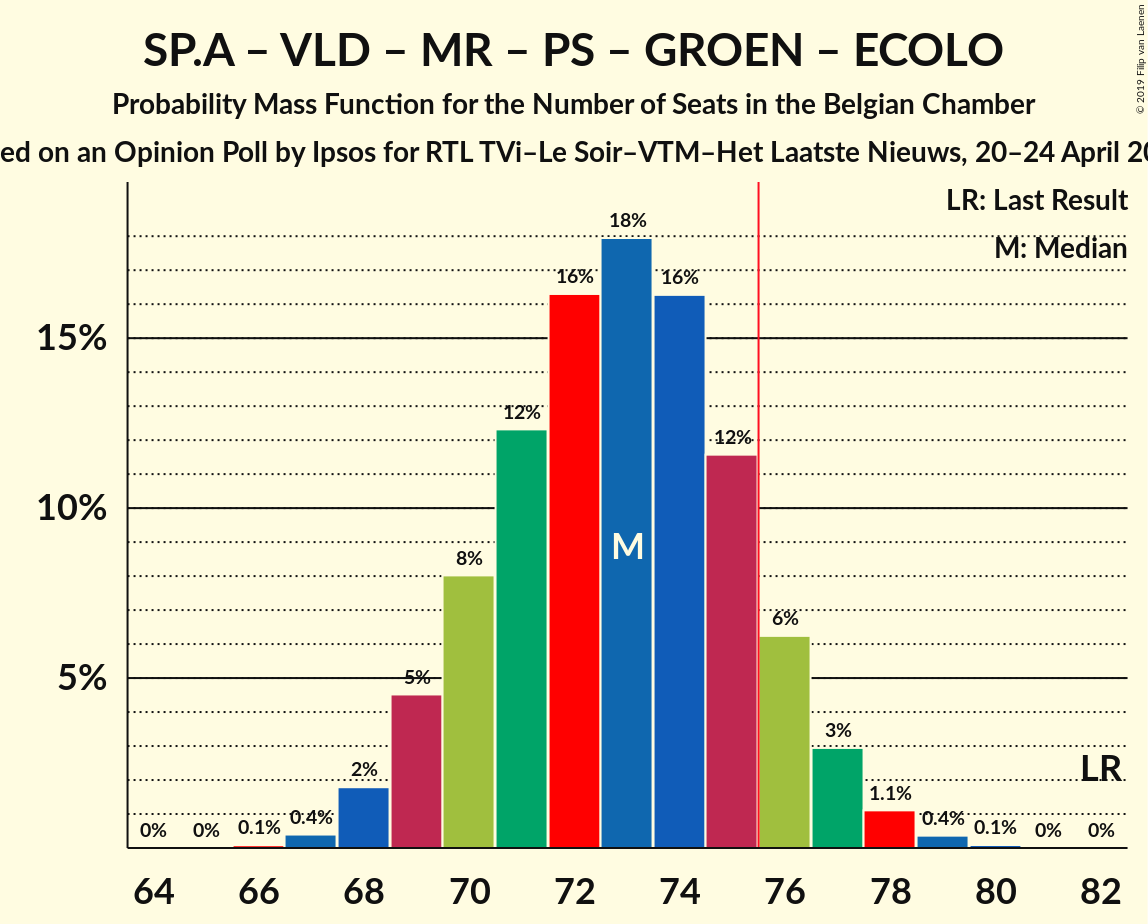 SP.A – VLD – MR – PS – GROEN – ECOLO
Probability Mass Function for the Number of Seats in the Belgian Chamber
ed on an Opinion Poll by Ipsos for RTL TVi–Le Soir–VTM–Het Laatste Nieuws, 20–24 April 20
© 2019 Filip van Laenen
LR: Last Result
M: Median
18%
16% 16%
15%
12%
12%
10%
M
8%
6%
5%
5%
3%
2%
LR
1.1%
0% 0% 0.1% 0.4% 0.4% 0.1% 0% 0%
64 66 68 70 72 74 76 78 80 82